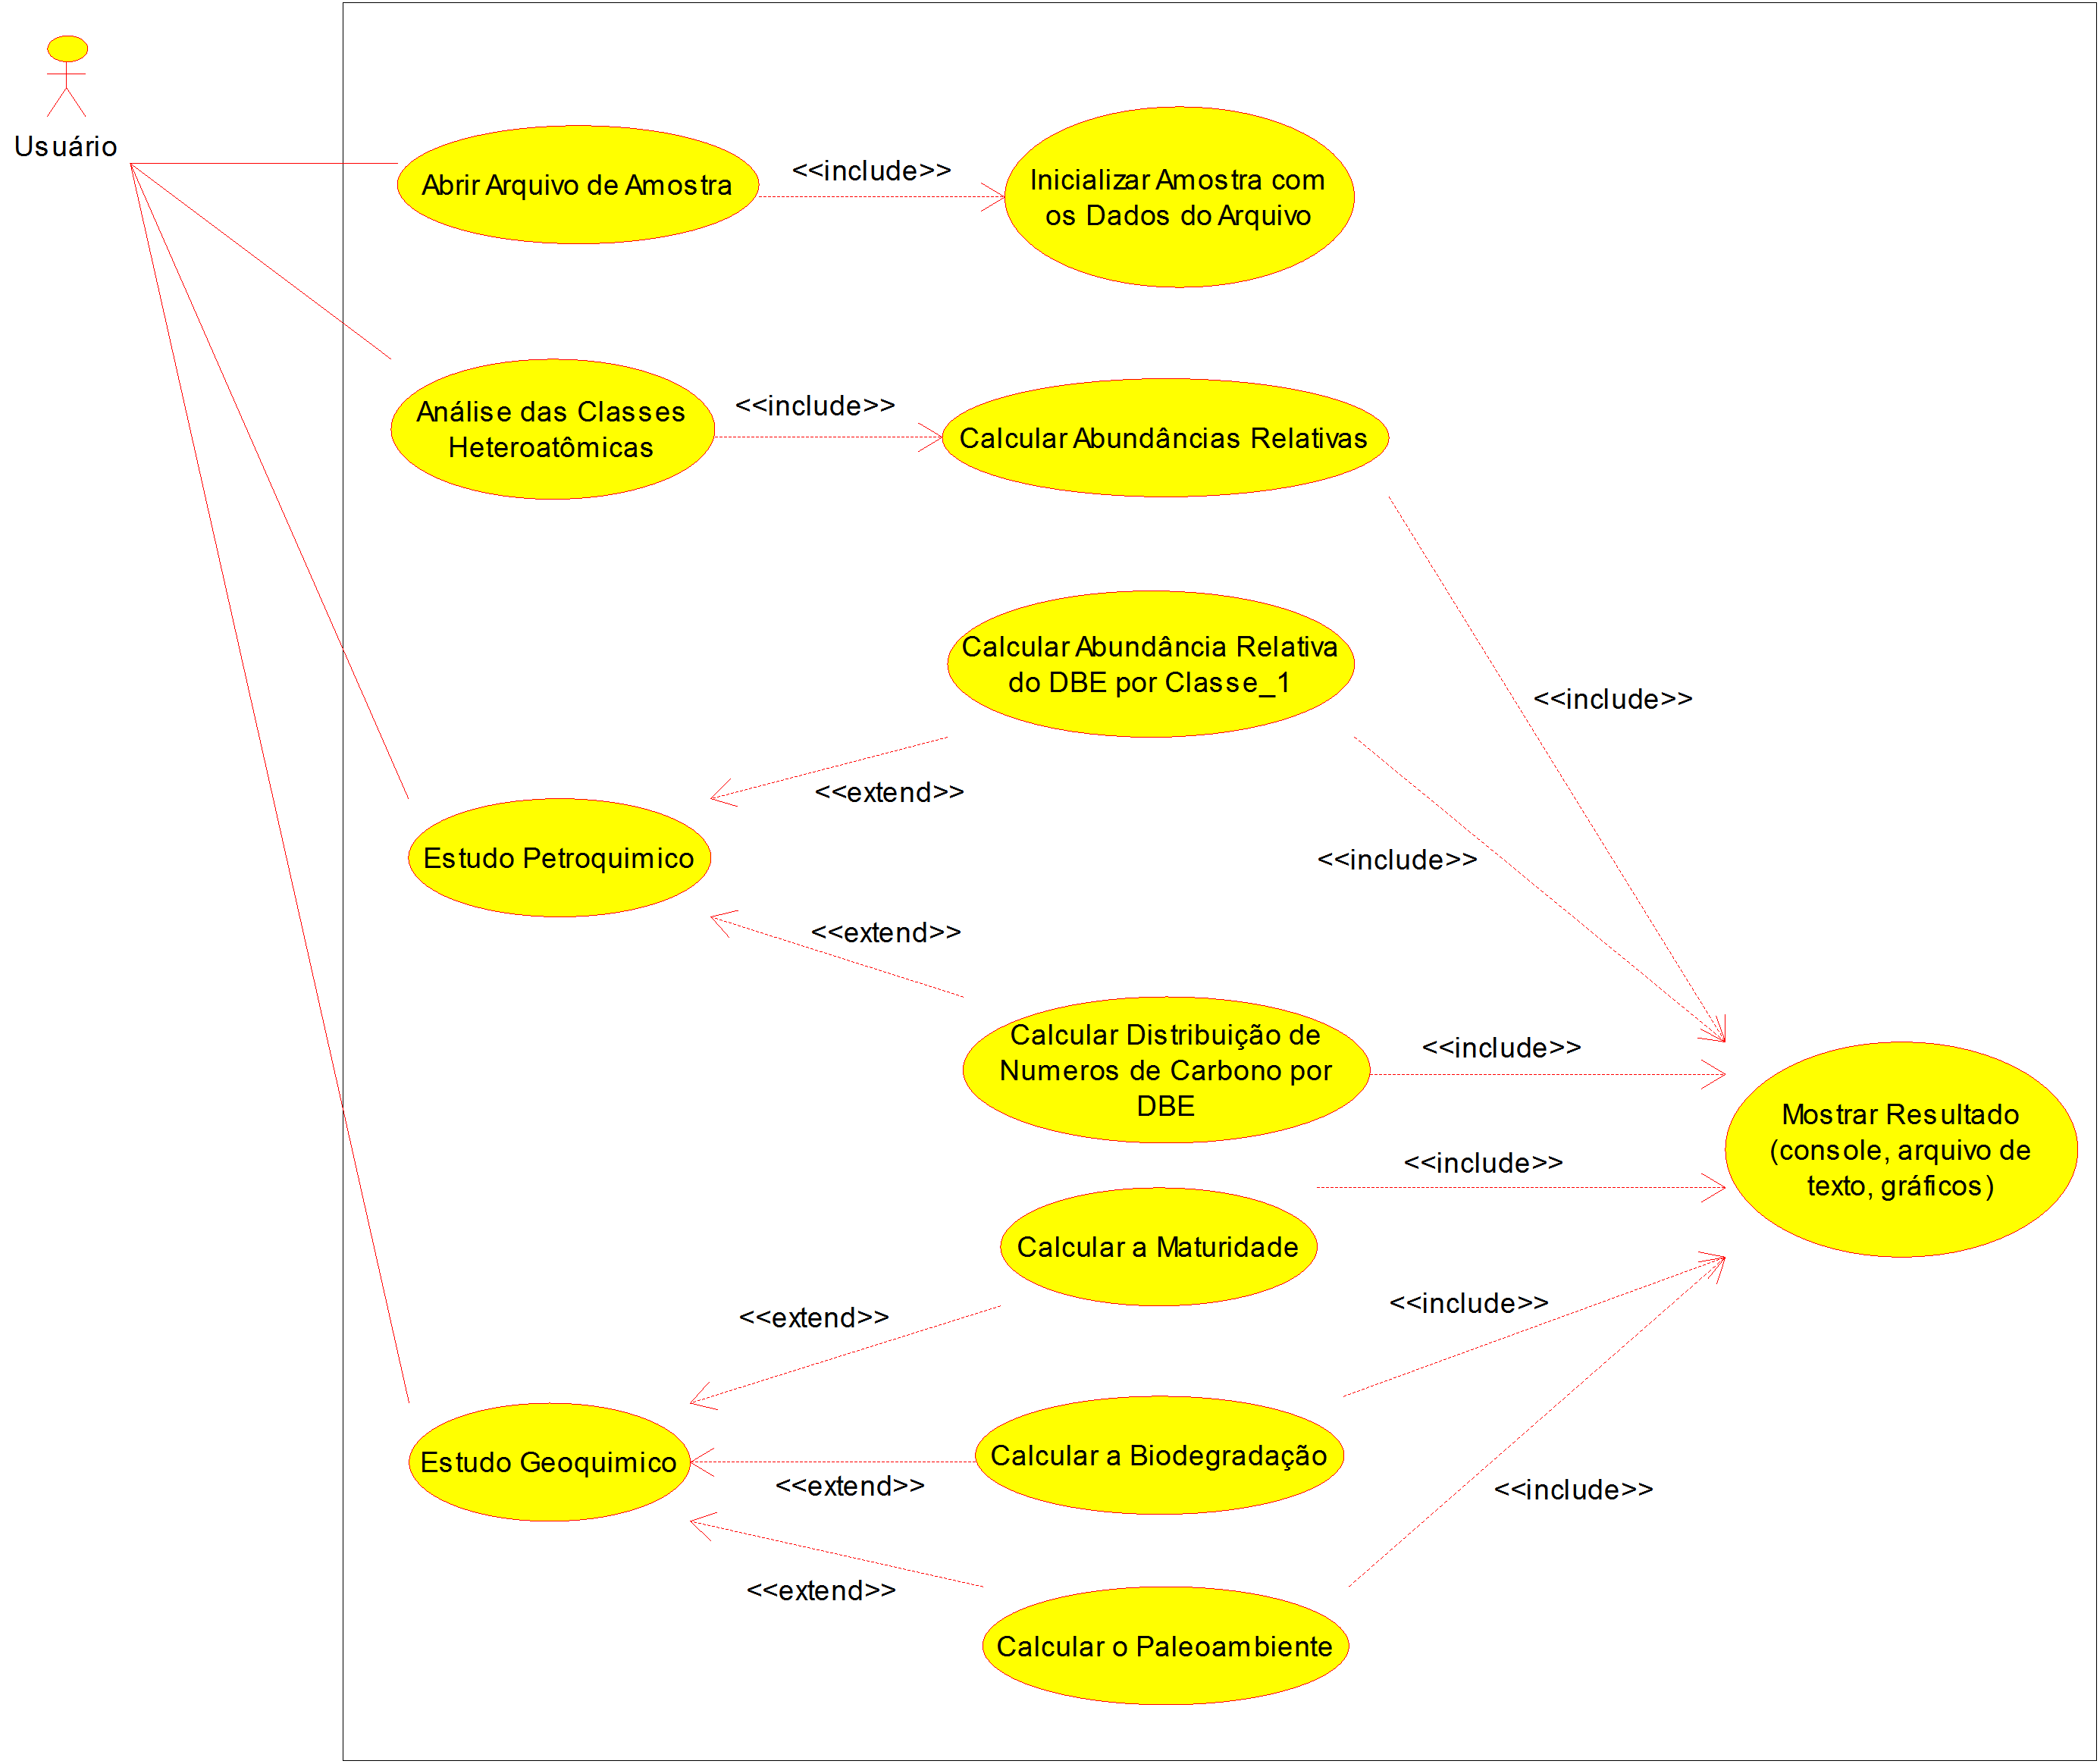 Usuário
Abrir Arquivo de Amostra
<<include>>
Inicializar Amostra com
os Dados do Arquivo
Análise das Classes
Heteroatômicas
<<include>>
Calcular Abundâncias Relativas
Calcular Abundância Relativa
do DBE por Classe_1
<<include>>
<<extend>>
<<include>>
Estudo Petroquimico
<<extend>>
Calcular Distribuição de
Numeros de Carbono por
DBE
<<include>>
Mostrar Resultado
(console, arquivo de
texto, gráficos)
<<include>>
Calcular a Maturidade
<<extend>>
<<include>>
Estudo Geoquimico
Calcular a Biodegradação
<<extend>>
<<include>>
<<extend>>
Calcular o Paleoambiente